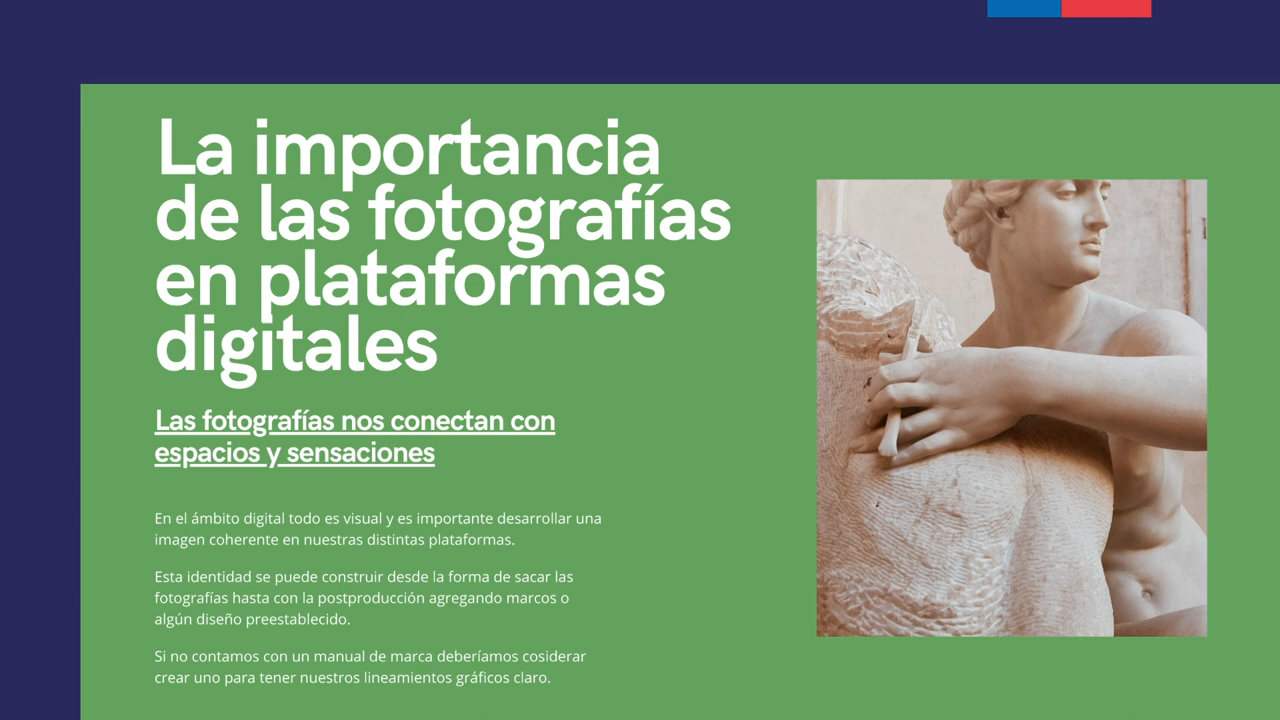 La importancia
de las fotografías
en plataformas
digitales
Las fotografías nos conectan con
espacios y sensaciones
En el ámbito digital todo es visual y es importante desarrollar una
imagen coherente en nuestras distintas plataformas.
Esta identidad se puede construir desde la forma de sacar las
fotografías hasta con la postproducción agregando marcos o
algún diseño preestablecido.
Si no contamos con un manual de marca deberíamos cosiderar
crear uno para tener nuestros lineamientos gráficos claro.